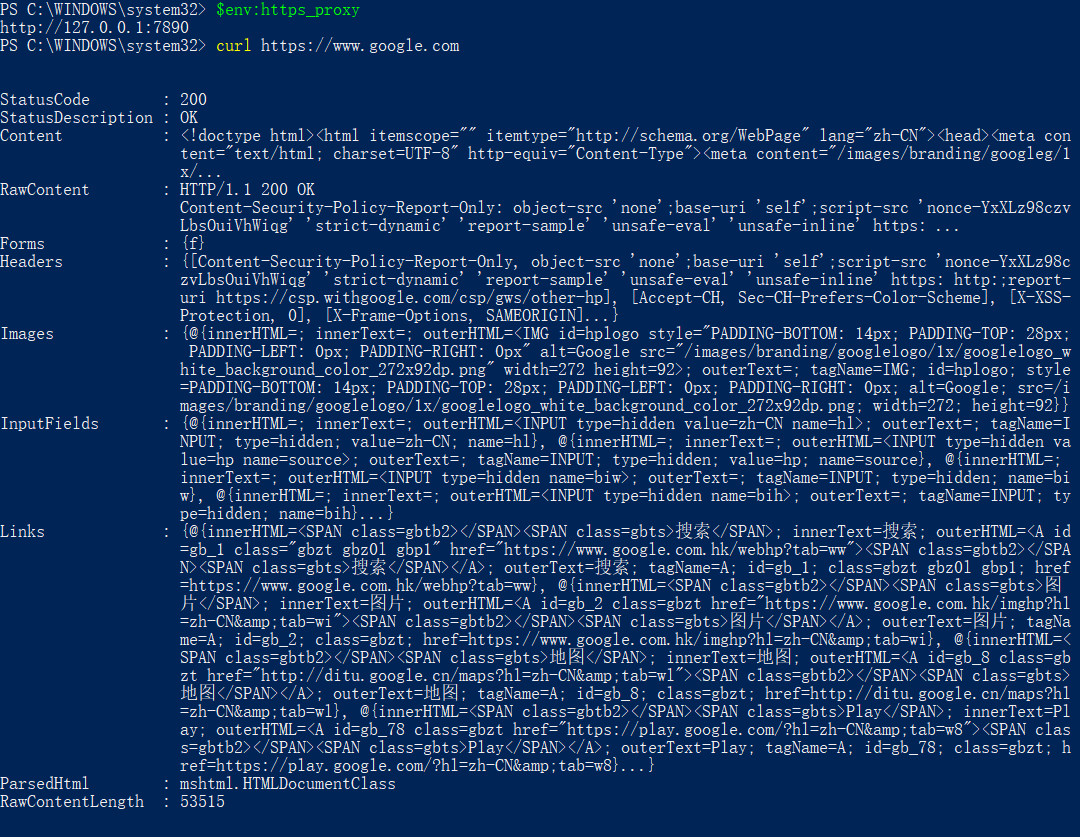 PS C:\WINDOWS\system32> $env:https_proxy
http://127.0.0.1:7890
PS C:\WINDOWS\system32> curl https://www.google.com
StatusCode        : 200
StatusDescription : OK
Content           : <!doctype html><html itemscope="" itemtype="http://schema.org/WebPage" lang="zh-CN"><head><meta con
tent="text/html; charset=UTF-8" http-equiv="Content-Type"><meta content="/images/branding/googleg/1
x/...
RawContent        : HTTP/1.1 200 OK
Content-Security-Policy-Report-Only: object-src 'none';base-uri 'self';script-src 'nonce-YxXLz98czv
LbsOuiVhWiqg' 'strict-dynamic' 'report-sample' 'unsafe-eval' 'unsafe-inline' https: ...
Forms             : {f}
Headers           : {[Content-Security-Policy-Report-Only, object-src 'none';base-uri 'self';script-src 'nonce-YxXLz98c
zvLbsOuiVhWiqg' 'strict-dynamic' 'report-sample' 'unsafe-eval' 'unsafe-inline' https: http:;report-
uri https://csp.withgoogle.com/csp/gws/other-hp], [Accept-CH, Sec-CH-Prefers-Color-Scheme], [X-XSS-
Protection, 0], [X-Frame-Options, SAMEORIGIN]...}
Images            : {@{innerHTML=; innerText=; outerHTML=<IMG id=hplogo style="PADDING-BOTTOM: 14px; PADDING-TOP: 28px;
PADDING-LEFT: 0px; PADDING-RIGHT: 0px" alt=Google src="/images/branding/googlelogo/1x/googlelogo_w
hite_background_color_272x92dp.png" width=272 height=92>; outerText=; tagName=IMG; id=hplogo; style
=PADDING-BOTTOM: 14px; PADDING-TOP: 28px; PADDING-LEFT: 0px; PADDING-RIGHT: 0px; alt=Google; src=/i
mages/branding/googlelogo/1x/googlelogo_white_background_color_272x92dp.png; width=272; height=92}}
InputFields       : {@{innerHTML=; innerText=; outerHTML=<INPUT type=hidden value=zh-CN name=hl>; outerText=; tagName=I
NPUT; type=hidden; value=zh-CN; name=hl}, @{innerHTML=; innerText=; outerHTML=<INPUT type=hidden va
lue=hp name=source>; outerText=; tagName=INPUT; type=hidden; value=hp; name=source}, @{innerHTML=;
innerText=; outerHTML=<INPUT type=hidden name=biw>; outerText=; tagName=INPUT; type=hidden; name=bi
w}, @{innerHTML=; innerText=; outerHTML=<INPUT type=hidden name=bih>; outerText=; tagName=INPUT; ty
pe=hidden; name=bih}...}
Links             : {@{innerHTML=<SPAN class=gbtb2></SPAN><SPAN class=gbts>搜索</SPAN>; innerText=搜索; outerHTML=<A id
=gb_1 class="gbzt gbz0l gbp1" href="https://www.google.com.hk/webhp?tab=ww"><SPAN class=gbtb2></SPA
N><SPAN class=gbts>搜索</SPAN></A>; outerText=搜索; tagName=A; id=gb_1; class=gbzt gbz0l gbp1; href
=https://www.google.com.hk/webhp?tab=ww}, @{innerHTML=<SPAN class=gbtb2></SPAN><SPAN class=gbts>图
片</SPAN>; innerText=图片; outerHTML=<A id=gb_2 class=gbzt href="https://www.google.com.hk/imghp?hl
=zh-CN&amp;tab=wi"><SPAN class=gbtb2></SPAN><SPAN class=gbts>图片</SPAN></A>; outerText=图片; tagNa
me=A; id=gb_2; class=gbzt; href=https://www.google.com.hk/imghp?hl=zh-CN&amp;tab=wi}, @{innerHTML=<
SPAN class=gbtb2></SPAN><SPAN class=gbts>地图</SPAN>; innerText=地图; outerHTML=<A id=gb_8 class=gb
zt href="http://ditu.google.cn/maps?hl=zh-CN&amp;tab=wl"><SPAN class=gbtb2></SPAN><SPAN class=gbts>
地图</SPAN></A>; outerText=地图; tagName=A; id=gb_8; class=gbzt; href=http://ditu.google.cn/maps?hl
=zh-CN&amp;tab=wl}, @{innerHTML=<SPAN class=gbtb2></SPAN><SPAN class=gbts>Play</SPAN>; innerText=Pl
ay; outerHTML=<A id=gb_78 class=gbzt href="https://play.google.com/?hl=zh-CN&amp;tab=w8"><SPAN clas
s=gbtb2></SPAN><SPAN class=gbts>Play</SPAN></A>; outerText=Play; tagName=A; id=gb_78; class=gbzt; h
ref=https://play.google.com/?hl=zh-CN&amp;tab=w8}...}
ParsedHtml        : mshtml.HTMLDocumentClass
RawContentLength  : 53515